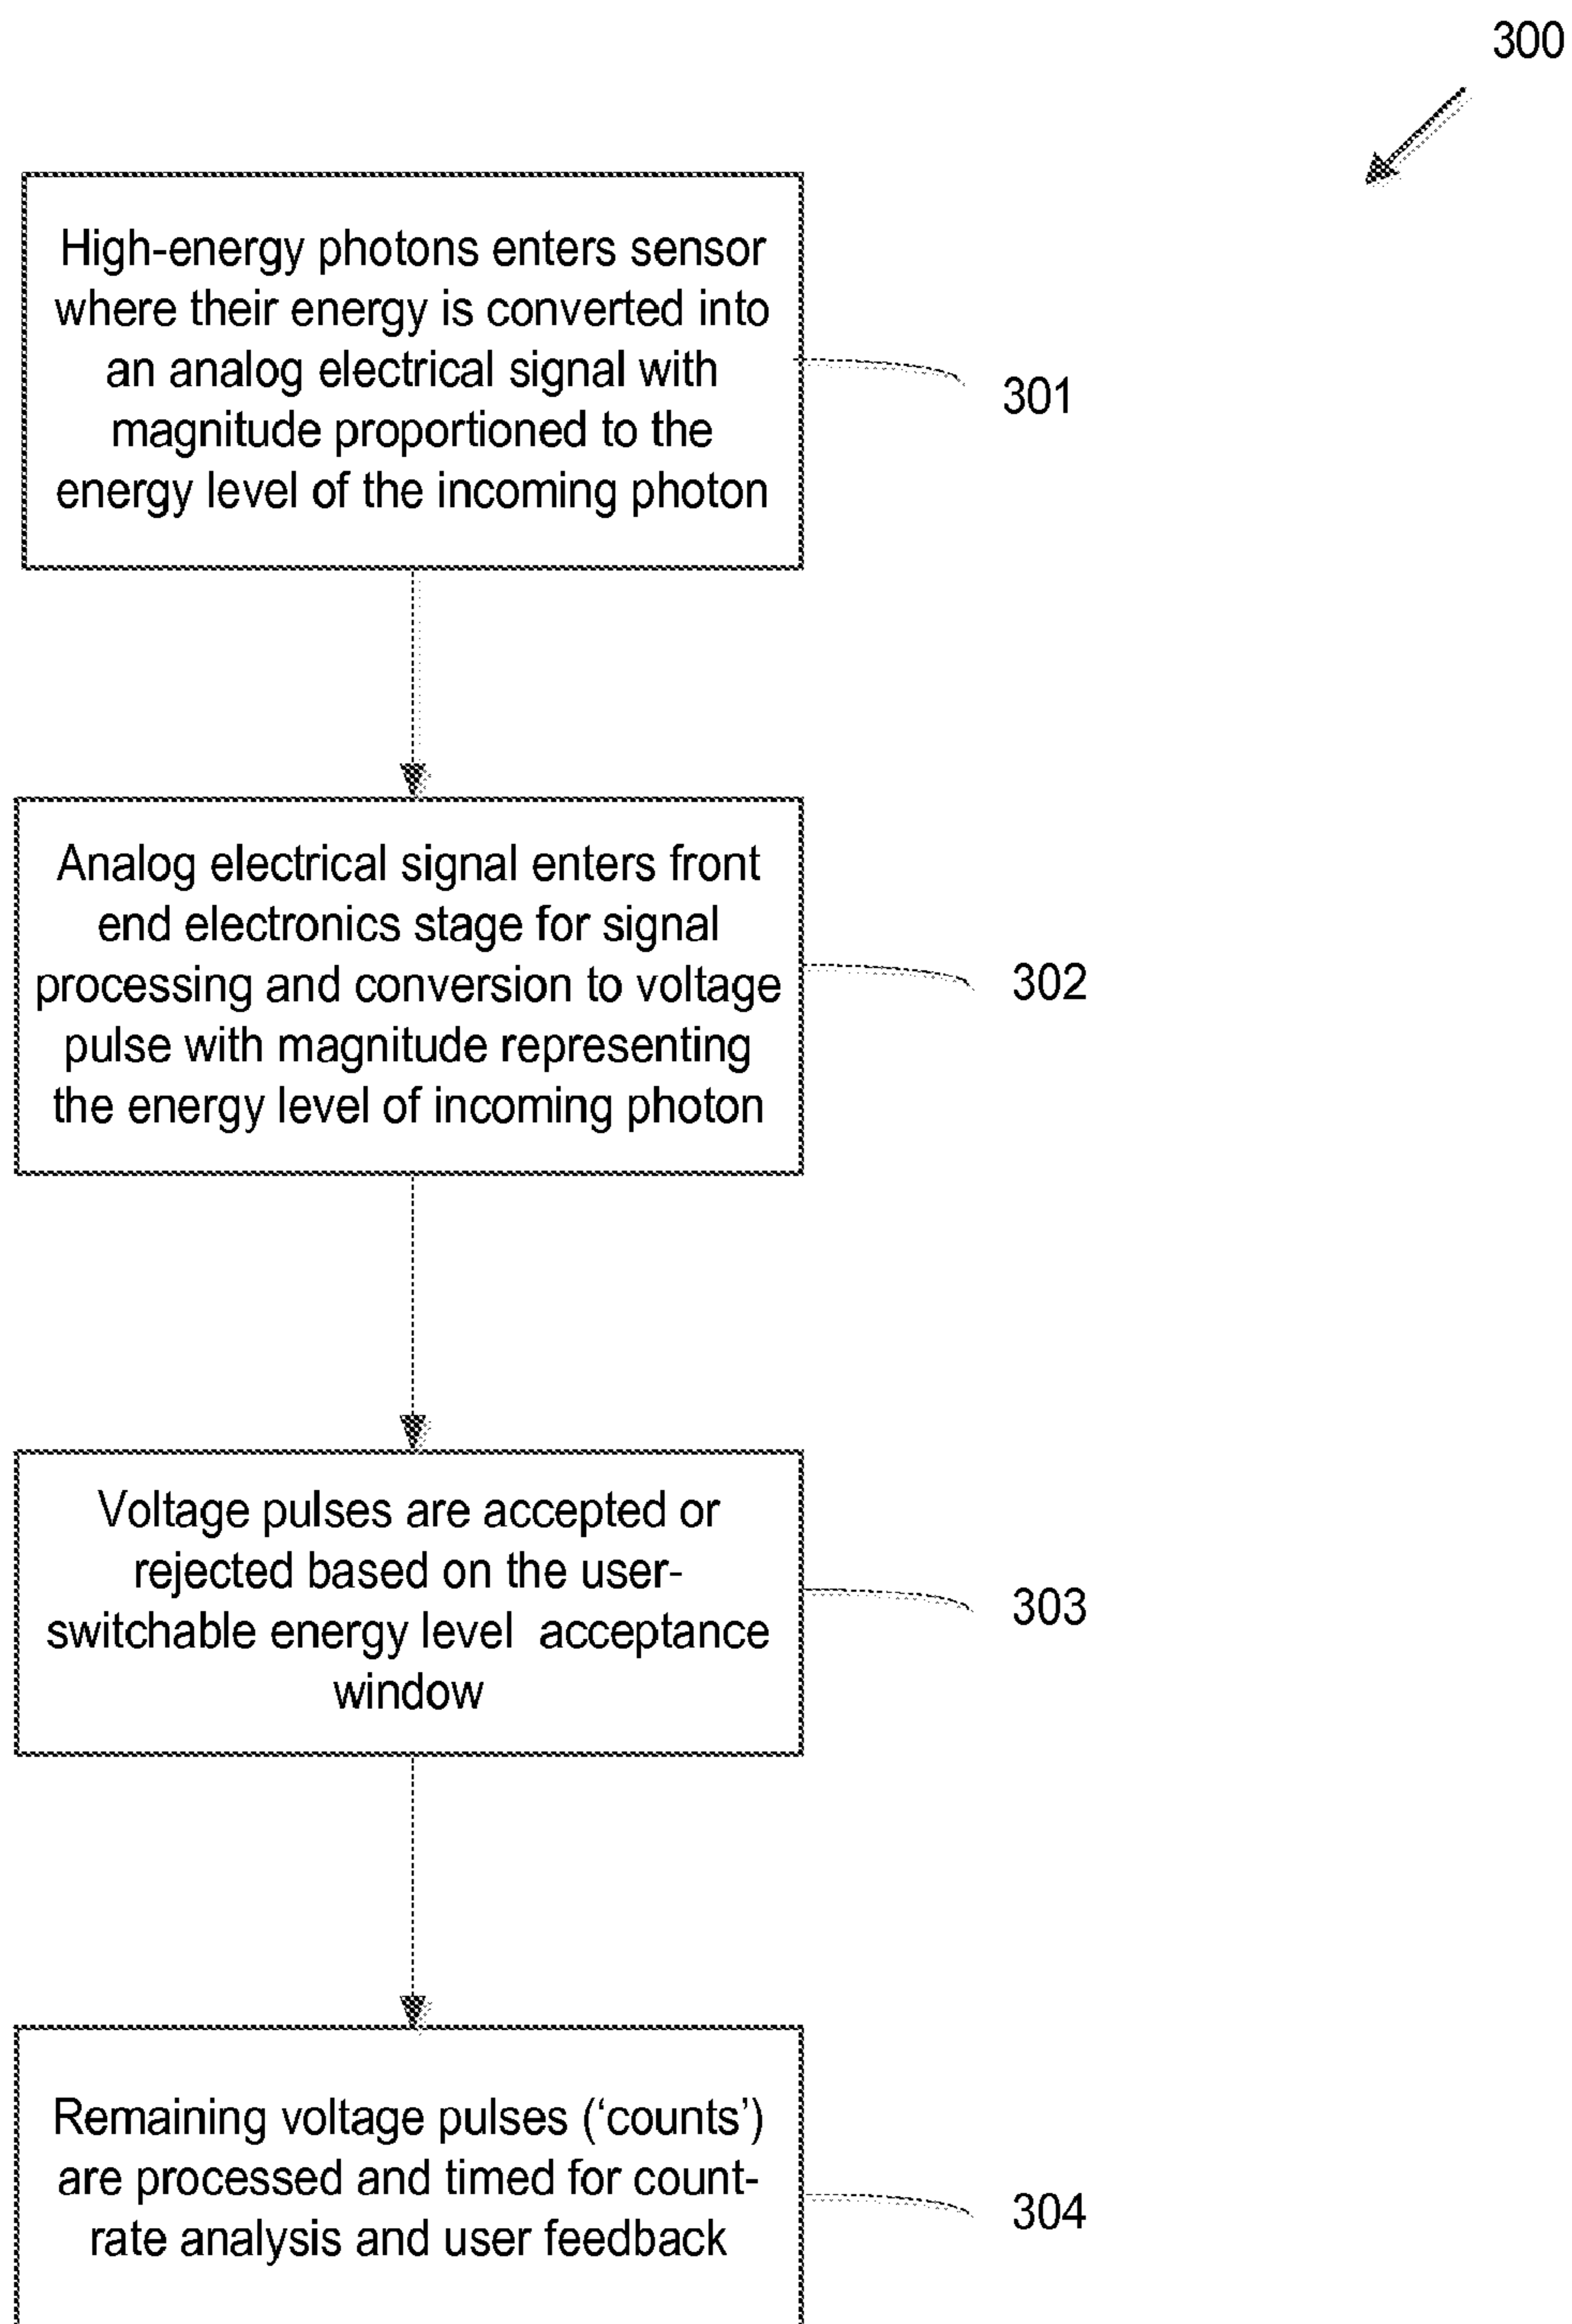 300
High-energy photons enters sensor
where their energy is converted into
an analog electrical signal with
magnitude proportioned to the
energy level of the incoming photon
301
Analog electrical signal enters front
end electronics stage for signal
processing and conversion to voltage
pulse with magnitude representing
the energy level of incoming photon
302
Voltage pulses are accepted or
rejected based on the user-
switchable energy level acceptance
window
303
Remaining voltage pulses (‘counts’)
are processed and timed for count-
rate analysis and user feedback
304